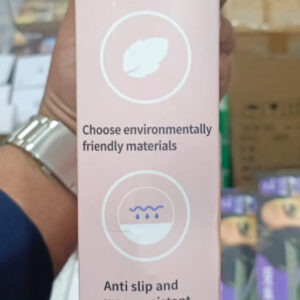 Choose environmentally
friendly materials
Anti slip and